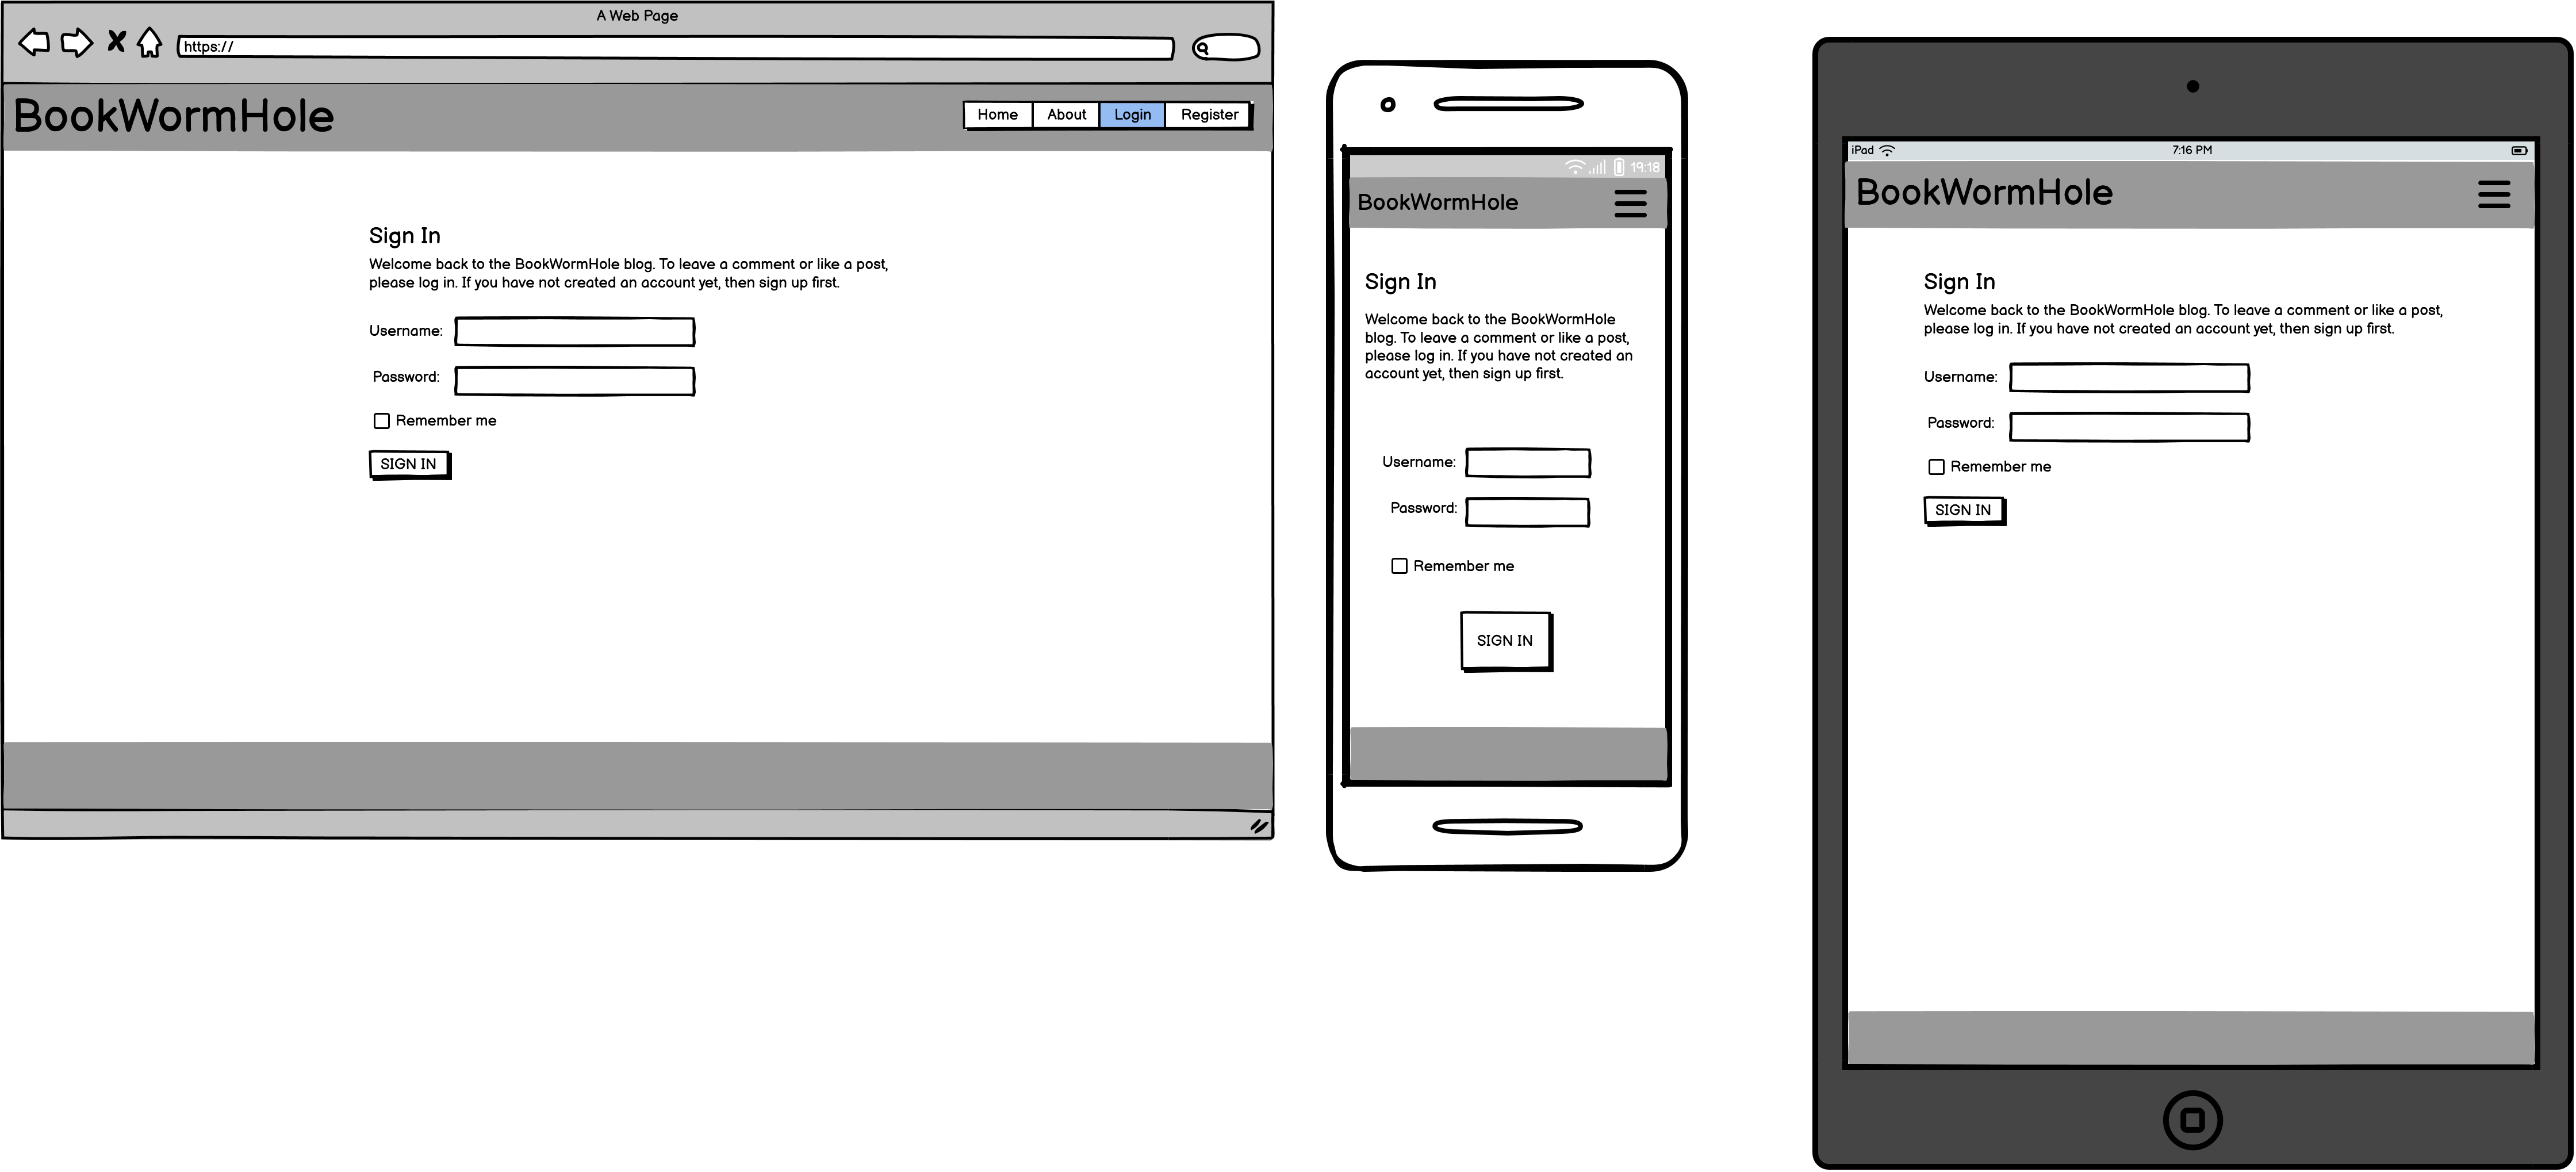 A Web Page
https://
BookWormHole
Home About Login Register
Sign In
Welcome back to the BookWormHole blog. To leave a comment or like a post,
please log in. If you have not created an account yet, then sign up first.
Username:
Password:
Remember me
SIGN IN
19:18
BookWormHole
Sign In
Welcome back to the BookWormHole
blog. To leave a comment or like a post,
please log in. If you have not created an
account yet, then sign up first.
Username:
Password:
Remember me
SIGN IN
iPad 7:16 PM
BookWormHole
Sign In
Welcome back to the BookWormHole blog. To leave a comment or like a post,
please log in. If you have not created an account yet, then sign up first.
Username:
Password:
Remember me
SIGN IN